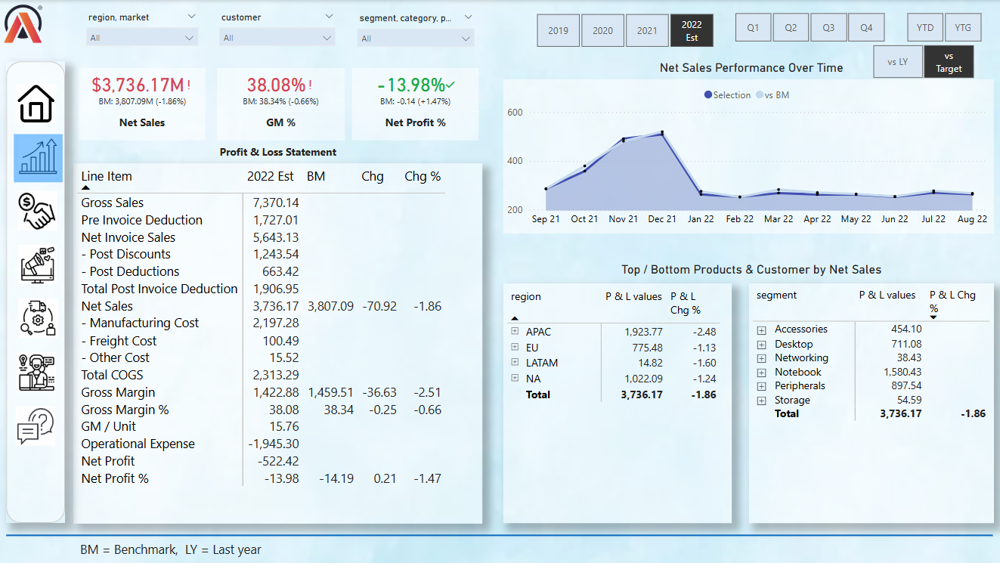 region, market
All
customer
All
segment, category, p...
All
2019
2020
2021
2022 Est
Q1
Q2
Q3
Q4
YTD
YTG
vs LY
vs Target
$3,736.17M!
BM: 3,807.09M (-1.86%)
Net Sales
38.08%!
BM: 38.34% (-0.66%)
GM %
-13.98%✓
BM: -0.14 (+1.47%)
Net Profit %
Profit & Loss Statement
Line Item 2022 Est BM Chg Chg %
Gross Sales 7,370.14
Pre Invoice Deduction 1,727.01
Net Invoice Sales 5,643.13
- Post Discounts 1,243.54
- Post Deductions 663.42
Total Post Invoice Deduction 1,906.95
Net Sales 3,736.17 3,807.09 -70.92 -1.86
- Manufacturing Cost 2,197.28
- Freight Cost 100.49
- Other Cost 15.52
Total COGS 2,313.29
Gross Margin 1,422.88 1,459.51 -36.63 -2.51
Gross Margin % 38.08 38.34 -0.25 -0.66
GM / Unit 15.76
Operational Expense -1,945.30
Net Profit -522.42
Net Profit % -13.98 -14.19 0.21 -1.47
Net Sales Performance Over Time
Selection vs BM
600
400
200
Sep 21 Oct 21 Nov 21 Dec 21 Jan 22 Feb 22 Mar 22 Apr 22 May 22 Jun 22 Jul 22 Aug 22
Top / Bottom Products & Customer by Net Sales
region P & L values P & L Chg %
APAC 1,923.77 -2.48
EU 775.48 -1.13
LATAM 14.82 -1.60
NA 1,022.09 -1.24
Total 3,736.17 -1.86
segment P & L values P & L Chg %
Accessories 454.10
Desktop 711.08
Networking 38.43
Notebook 1,580.43
Peripherals 897.54
Storage 54.59
Total 3,736.17 -1.86
BM = Benchmark, LY = Last year